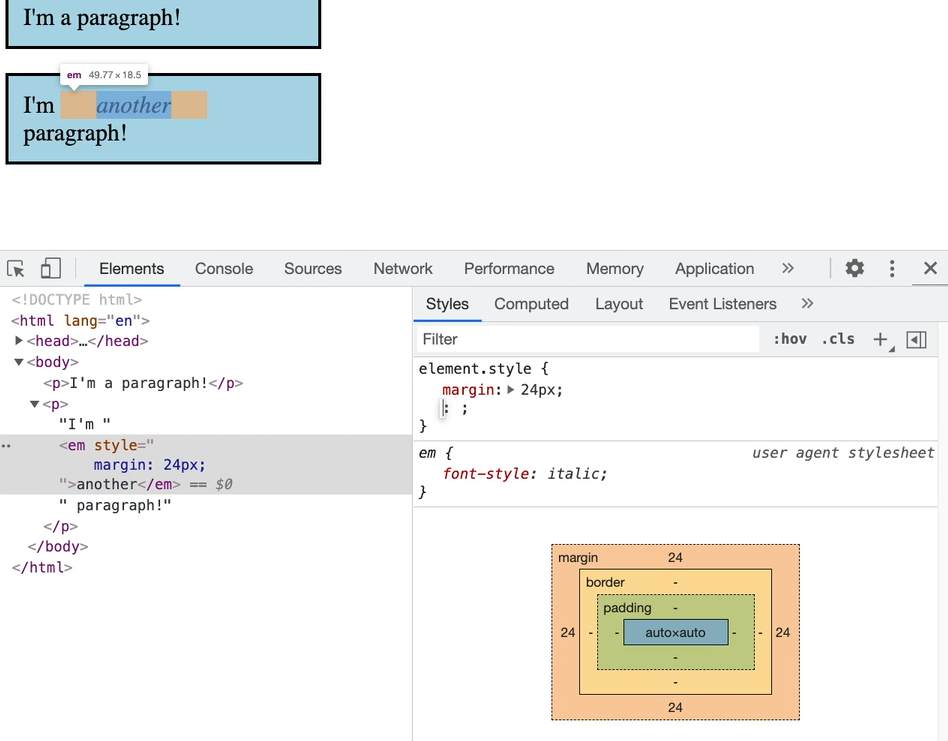 I'm a paragraph!
em 49.77×18.5
I'm another
paragraph!
Elements Console Sources Network Performance Memory Application »
<!DOCTYPE html>
<html lang="en">
▶<head>…</head>
▼<body>
<p>I'm a paragraph!</p>
▼<p>
"I'm "
<em style="
margin: 24px;
">another</em> == $0
" paragraph!"
</p>
</body>
</html>
Styles Computed Layout Event Listeners »
Filter :hov .cls +
element.style {
margin:▶ 24px;
: ;
}
em { user agent stylesheet
font-style: italic;
}
margin 24
border -
padding -
24 - - auto×auto - - 24
-
-
24